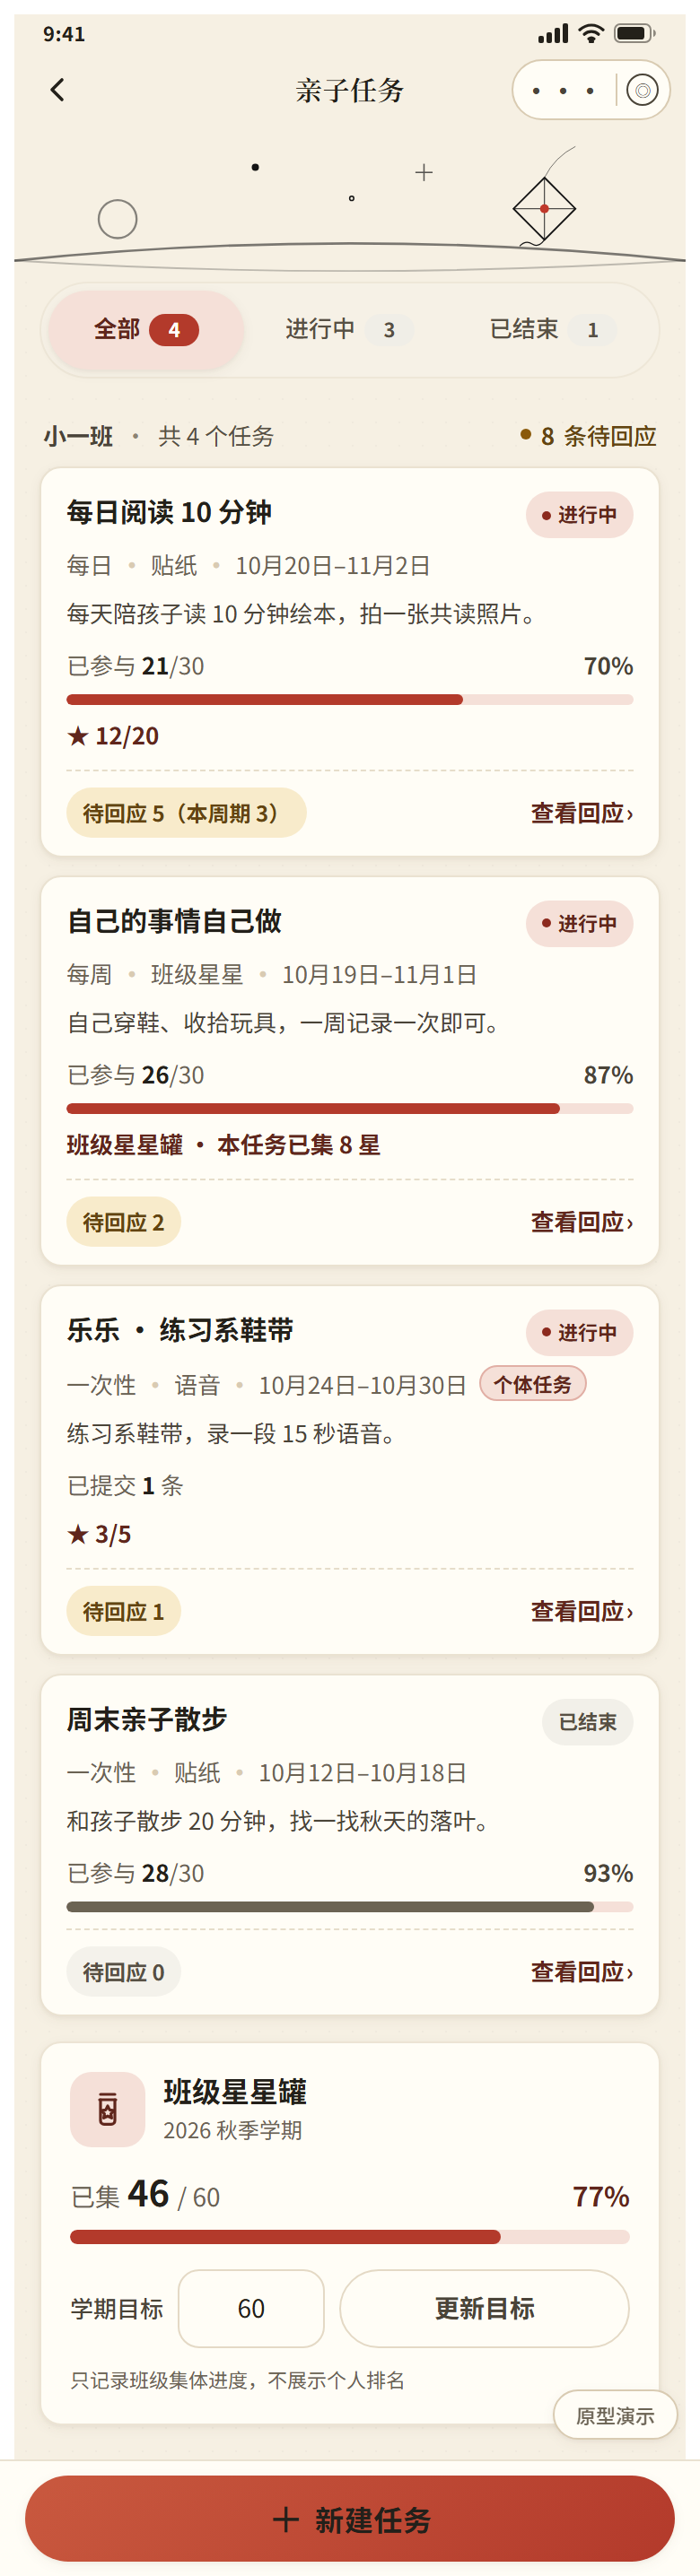 9:41
亲子任务
全部 4 进行中 3 已结束 1
小一班 · 共 4 个任务 8 条待回应
每日阅读 10 分钟 进行中
每日 · 贴纸 · 10月20日–11月2日
每天陪孩子读 10 分钟绘本，拍一张共读照片。
已参与 21/30 70%
★ 12/20
待回应 5（本周期 3） 查看回应›
自己的事情自己做 进行中
每周 · 班级星星 · 10月19日–11月1日
自己穿鞋、收拾玩具，一周记录一次即可。
已参与 26/30 87%
班级星星罐 · 本任务已集 8 星
待回应 2 查看回应›
乐乐 · 练习系鞋带 进行中
一次性 · 语音 · 10月24日–10月30日 个体任务
练习系鞋带，录一段 15 秒语音。
已提交 1 条
★ 3/5
待回应 1 查看回应›
周末亲子散步 已结束
一次性 · 贴纸 · 10月12日–10月18日
和孩子散步 20 分钟，找一找秋天的落叶。
已参与 28/30 93%
待回应 0 查看回应›
班级星星罐
2026 秋季学期
已集 46 / 60 77%
学期目标 60 更新目标
只记录班级集体进度，不展示个人排名
原型演示
＋ 新建任务